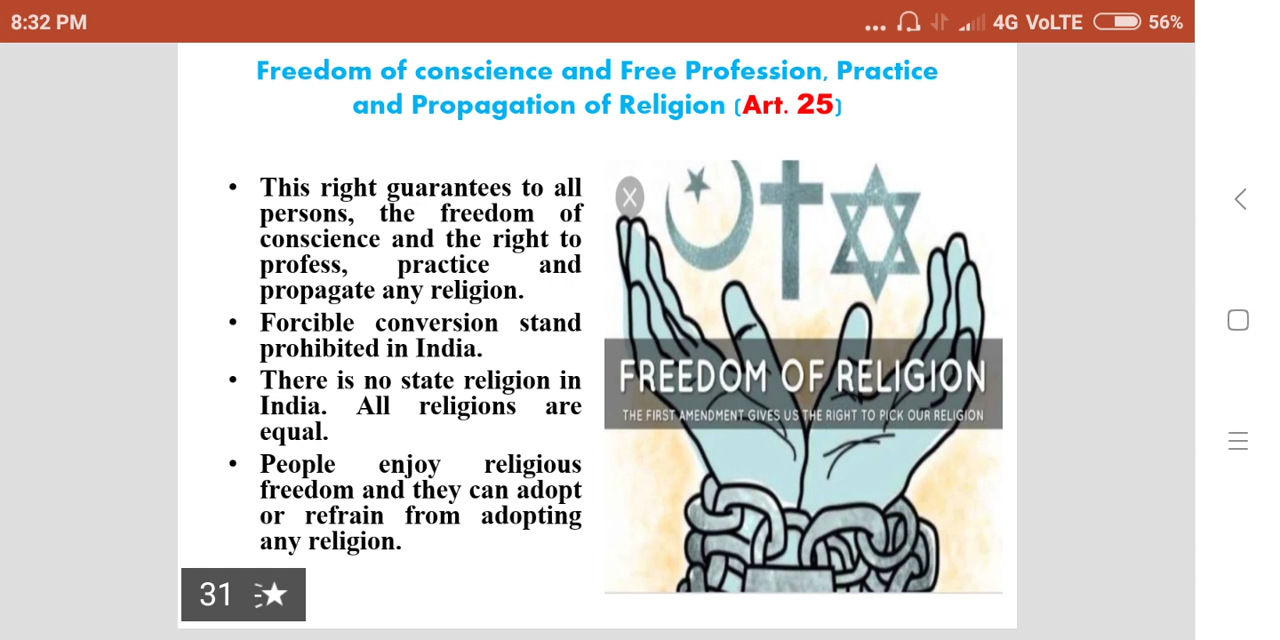 8:32 PM
... 4G VoLTE 56%
Freedom of conscience and Free Profession, Practice
and Propagation of Religion (Art. 25)
• This right guarantees to all
persons, the freedom of
conscience and the right to
profess, practice and
propagate any religion.
• Forcible conversion stand
prohibited in India.
• There is no state religion in
India. All religions are
equal.
• People enjoy religious
freedom and they can adopt
or refrain from adopting
any religion.
X
FREEDOM OF RELIGION
THE FIRST AMENDMENT GIVES US THE RIGHT TO PICK OUR RELIGION
31